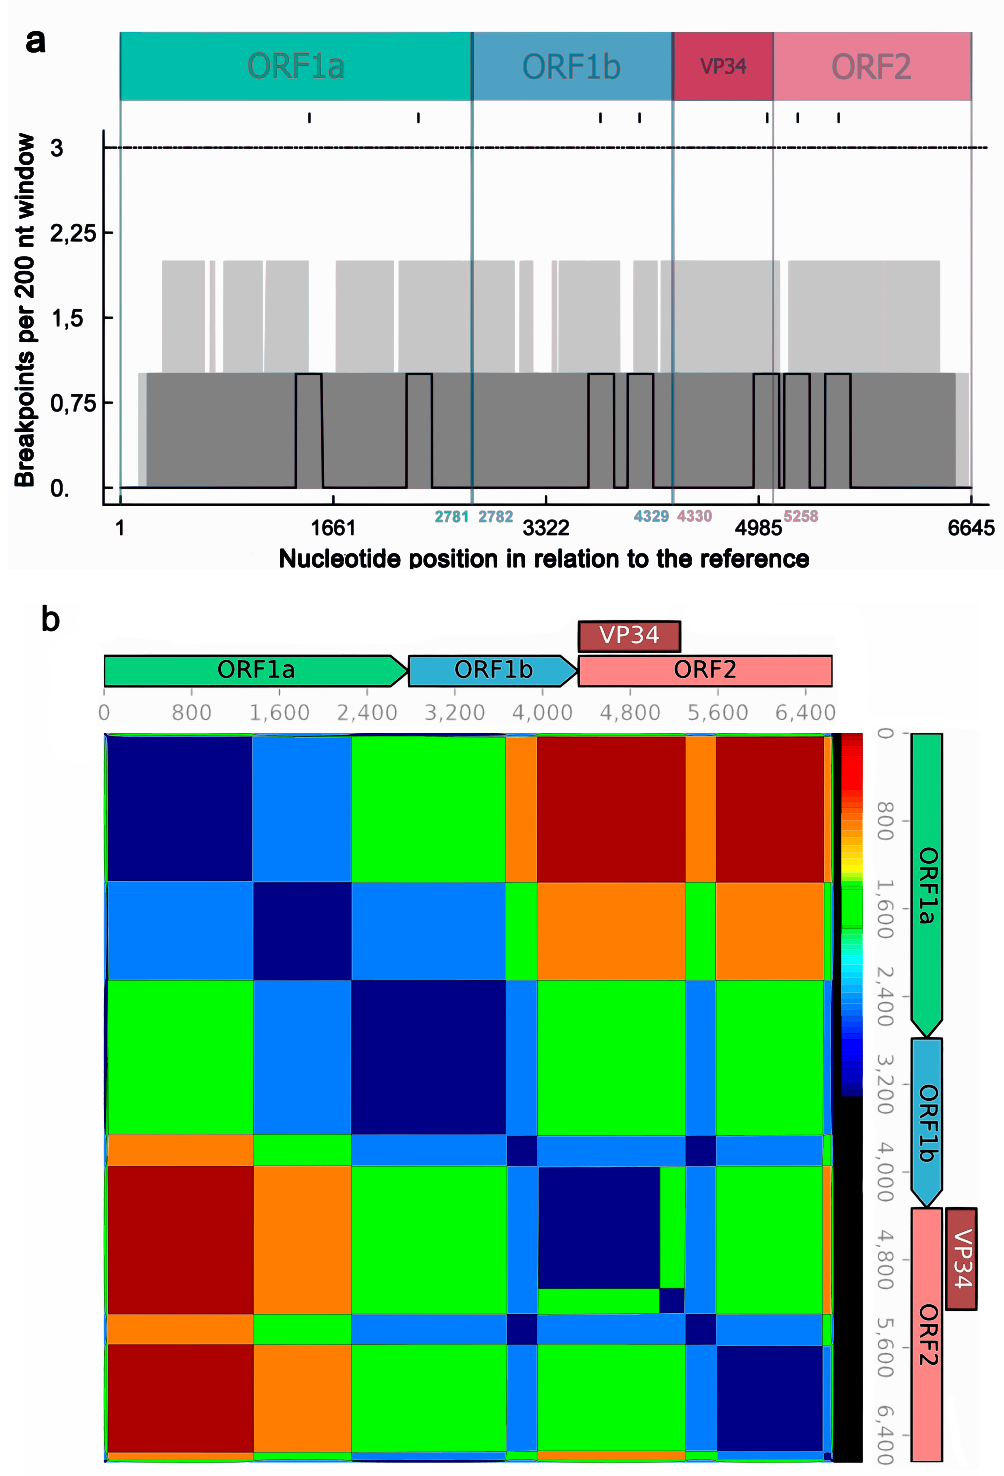 a
ORF1a ORF1b VP34 ORF2
Breakpoints per 200 nt window
3
2,25
1,5
0.75
0.
2781 2782 4329 4330 5258
1 1661 3322 4985 6645
Nucleotide position in relation to the reference
b
VP34
ORF1a ORF1b ORF2
0 800 1,600 2,400 3,200 4,000 4,800 5,600 6,400
0 800 1,600 2,400 3,200 4,000 4,800 5,600 6,400
ORF1a ORF1b ORF2
VP34